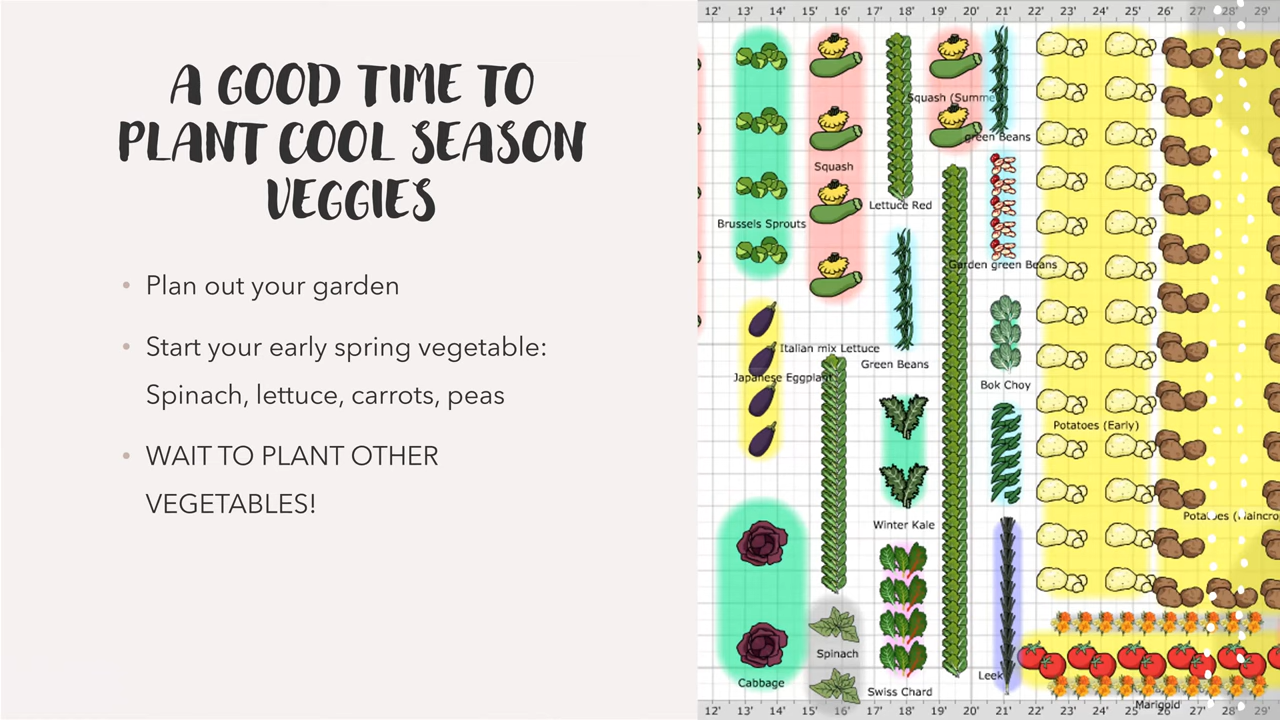 A GOOD TIME TO
PLANT COOL SEASON
VEGGIES
• Plan out your garden
• Start your early spring vegetable:
Spinach, lettuce, carrots, peas
• WAIT TO PLANT OTHER
VEGETABLES!
12' 13' 14' 15' 16' 17' 18' 19' 20' 21' 22' 23' 24' 25' 26' 27' 28' 29'
Squash (Summe
green Beans
Squash
Lettuce Red
Brussels Sprouts
Garden green Beans
Italian mix Lettuce
Green Beans
Japanese Eggplant
Bok Choy
Potatoes (Early)
Potatoes (Maincro
Winter Kale
Spinach
Leek
Cabbage
Swiss Chard
Marigold
12' 13' 14' 15' 16' 17' 18' 19' 20' 21' 22' 23' 24' 25' 26' 27' 28' 29'